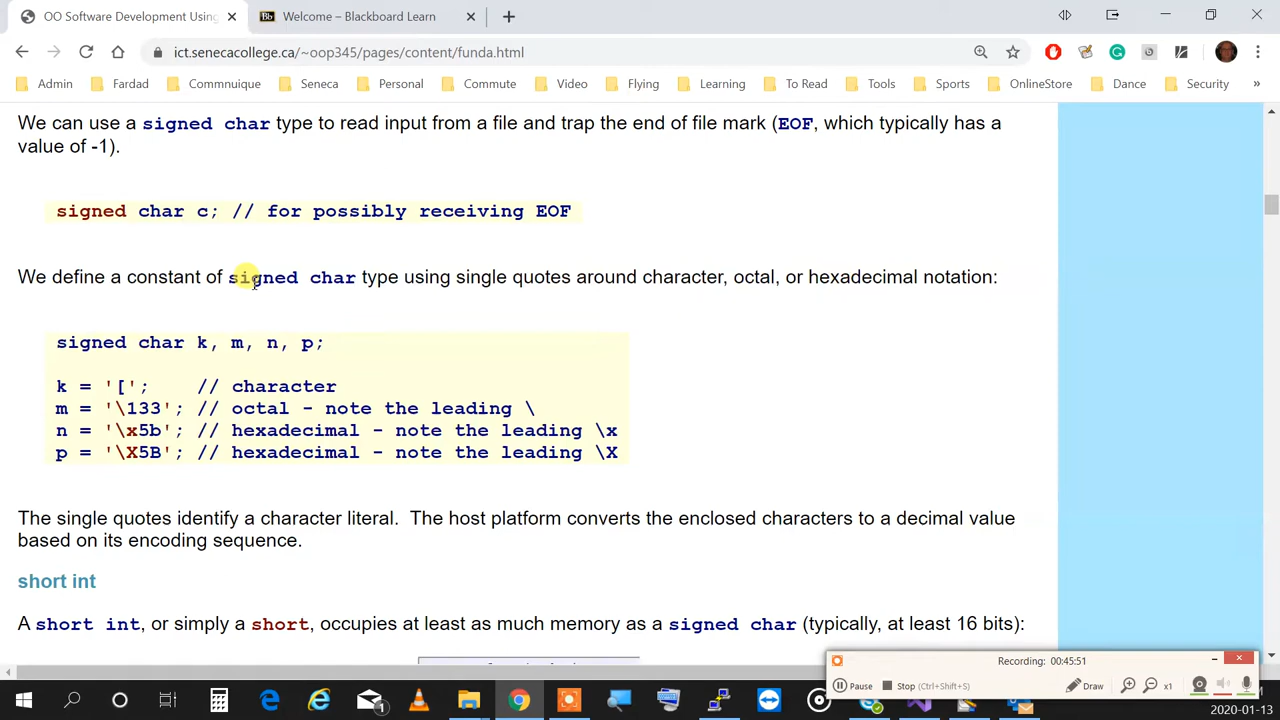 OO Software Development Using
Welcome – Blackboard Learn
ict.senecacollege.ca/~oop345/pages/content/funda.html
Admin Fardad Commnuique Seneca Personal Commute Video Flying Learning To Read Tools Sports OnlineStore Dance Security »
We can use a signed char type to read input from a file and trap the end of file mark (EOF, which typically has a
value of -1).
signed char c; // for possibly receiving EOF
We define a constant of signed char type using single quotes around character, octal, or hexadecimal notation:
signed char k, m, n, p;
k = '['; // character
m = '\133'; // octal - note the leading \
n = '\x5b'; // hexadecimal - note the leading \x
p = '\X5B'; // hexadecimal - note the leading \X
The single quotes identify a character literal. The host platform converts the enclosed characters to a decimal value
based on its encoding sequence.
short int
A short int, or simply a short, occupies at least as much memory as a signed char (typically, at least 16 bits):
Recording: 00:45:51
Pause Stop (Ctrl+Shift+S) Draw x1
2020-01-13